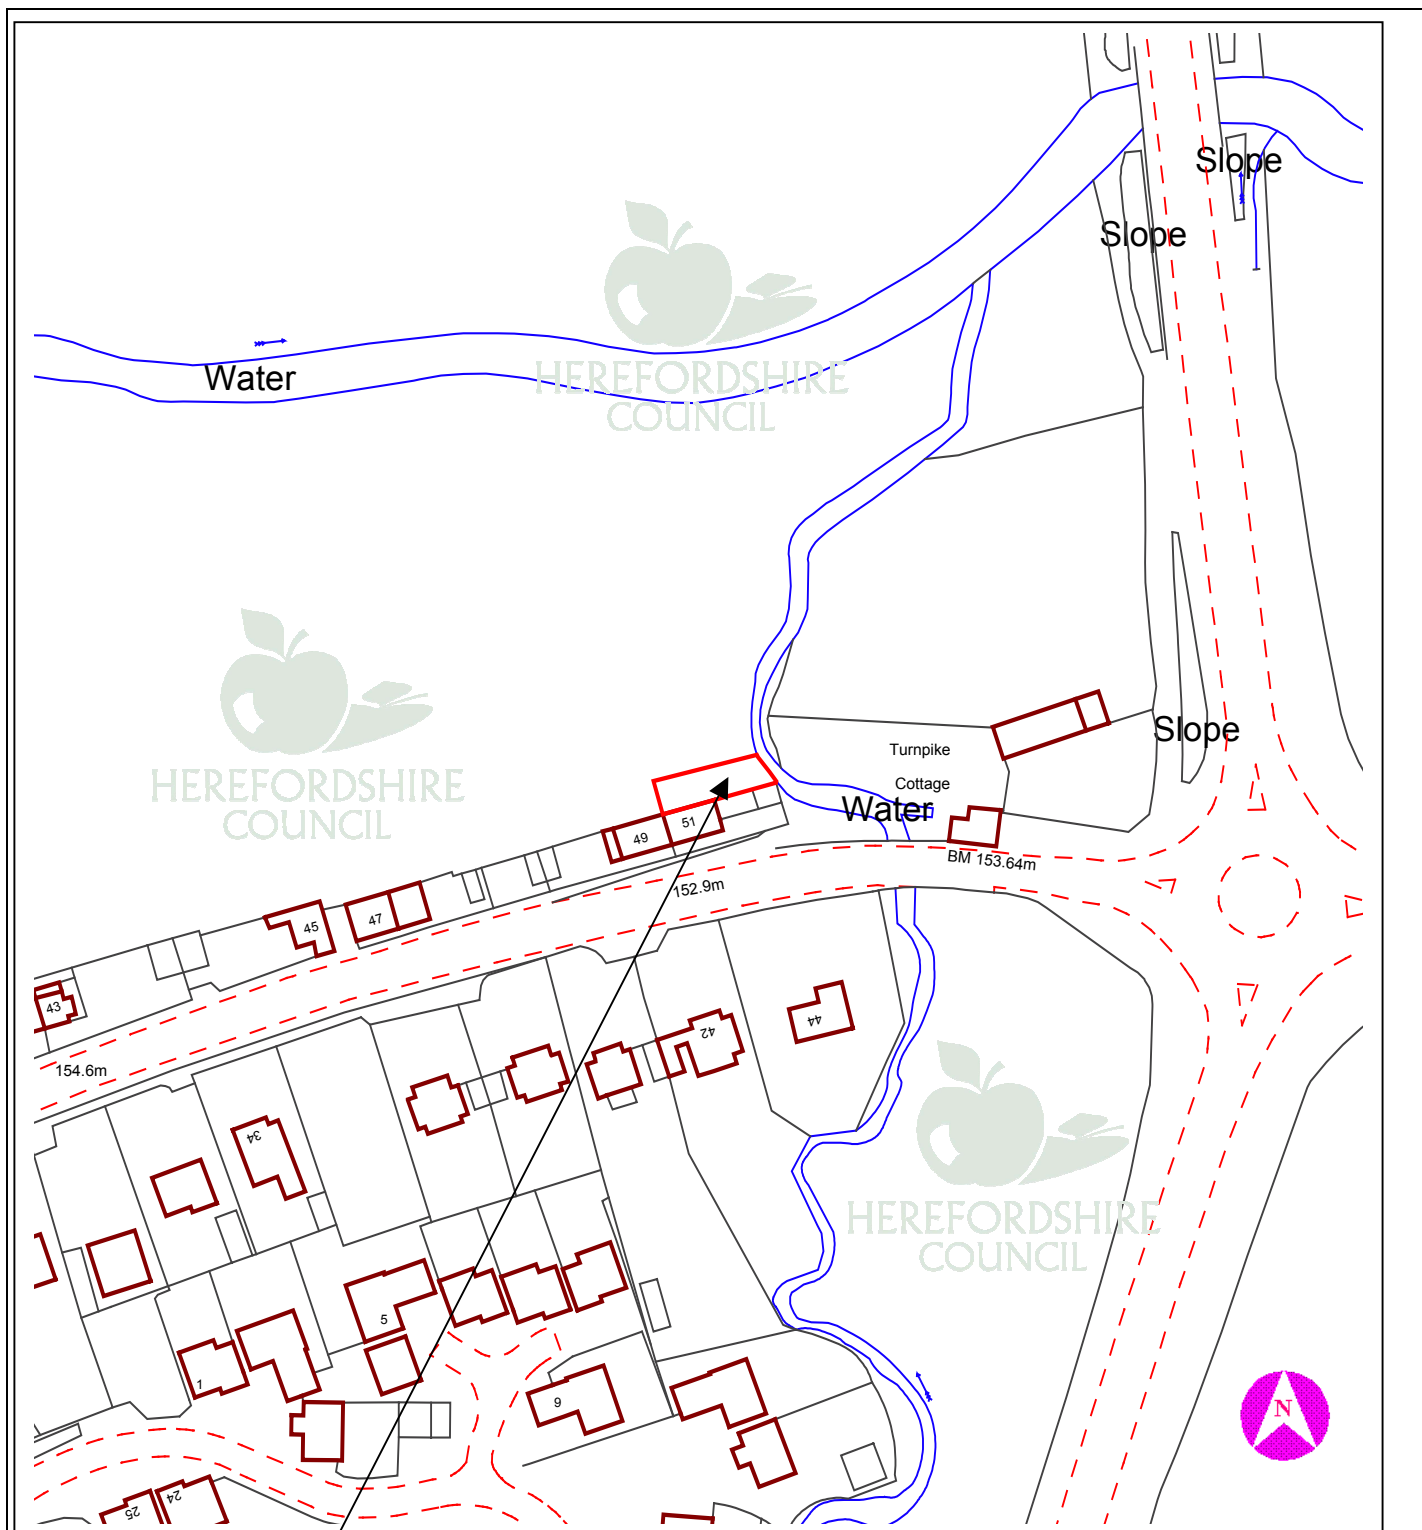 Slope
Slope
HEREFORDSHIRE
COUNCIL
Water
HEREFORDSHIRE
COUNCIL
Slope
Turnpike
Cottage
Water
51
49
BM 153.64m
152.9m
47
45
43
154.6m
44
42
34
HEREFORDSHIRE
COUNCIL
5
1
9
N
24
25